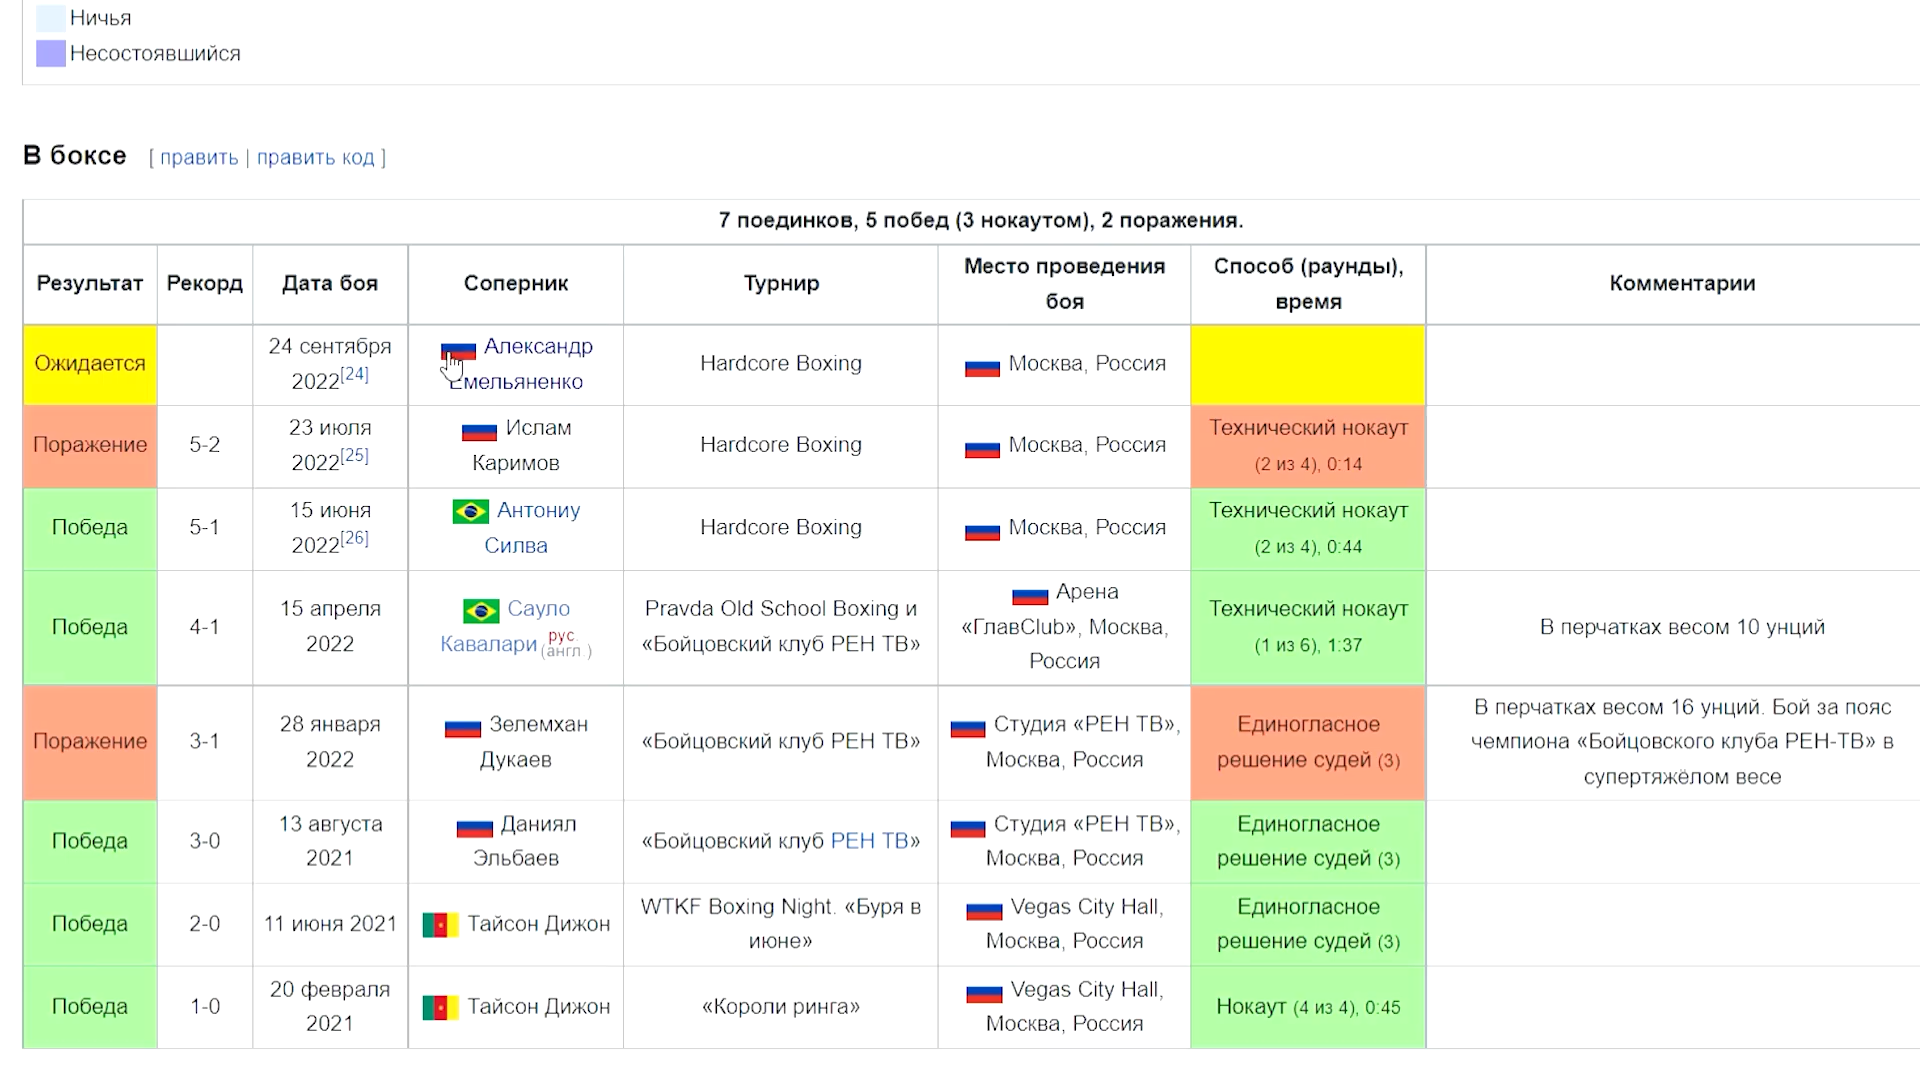 Ничья
Несостоявшийся
В боксе [ править | править код ]
7 поединков, 5 побед (3 нокаутом), 2 поражения.
Результат Рекорд Дата боя Соперник Турнир Место проведения боя Способ (раунды), время Комментарии
Ожидается 24 сентября 2022[24] Александр Емельяненко Hardcore Boxing Москва, Россия
Поражение 5-2 23 июля 2022[25] Ислам Каримов Hardcore Boxing Москва, Россия Технический нокаут (2 из 4), 0:14
Победа 5-1 15 июня 2022[26] Антониу Силва Hardcore Boxing Москва, Россия Технический нокаут (2 из 4), 0:44
Победа 4-1 15 апреля 2022 Сауло Кавалари рус. (англ.) Pravda Old School Boxing и «Бойцовский клуб РЕН ТВ» Арена «ГлавClub», Москва, Россия Технический нокаут (1 из 6), 1:37 В перчатках весом 10 унций
Поражение 3-1 28 января 2022 Зелемхан Дукаев «Бойцовский клуб РЕН ТВ» Студия «РЕН ТВ», Москва, Россия Единогласное решение судей (3) В перчатках весом 16 унций. Бой за пояс чемпиона «Бойцовского клуба РЕН-ТВ» в супертяжёлом весе
Победа 3-0 13 августа 2021 Даниял Эльбаев «Бойцовский клуб РЕН ТВ» Студия «РЕН ТВ», Москва, Россия Единогласное решение судей (3)
Победа 2-0 11 июня 2021 Тайсон Дижон WTKF Boxing Night. «Буря в июне» Vegas City Hall, Москва, Россия Единогласное решение судей (3)
Победа 1-0 20 февраля 2021 Тайсон Дижон «Короли ринга» Vegas City Hall, Москва, Россия Нокаут (4 из 4), 0:45